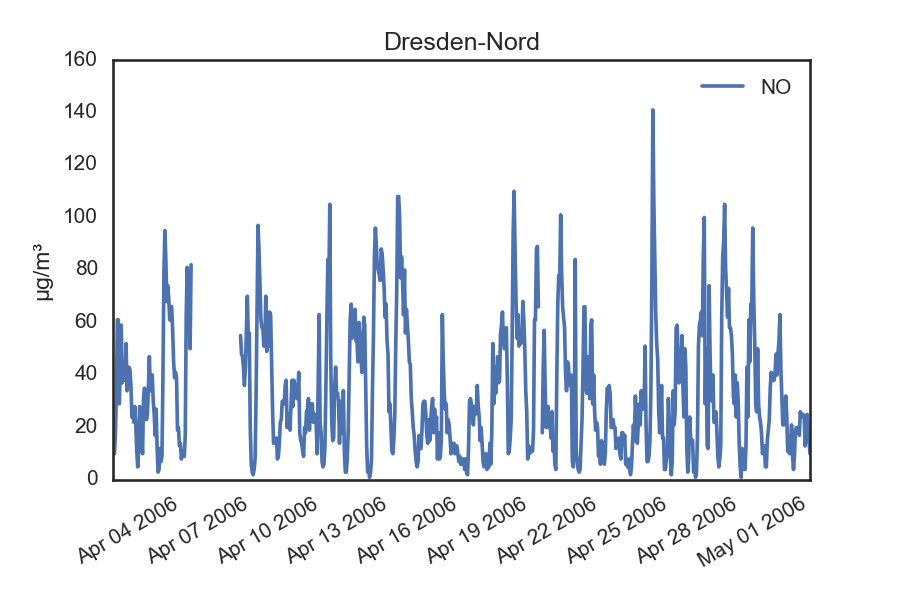 Dresden-Nord
160
140
120
100
80
60
40
20
0
µg/m³
NO
Apr 04 2006
Apr 07 2006
Apr 10 2006
Apr 13 2006
Apr 16 2006
Apr 19 2006
Apr 22 2006
Apr 25 2006
Apr 28 2006
May 01 2006